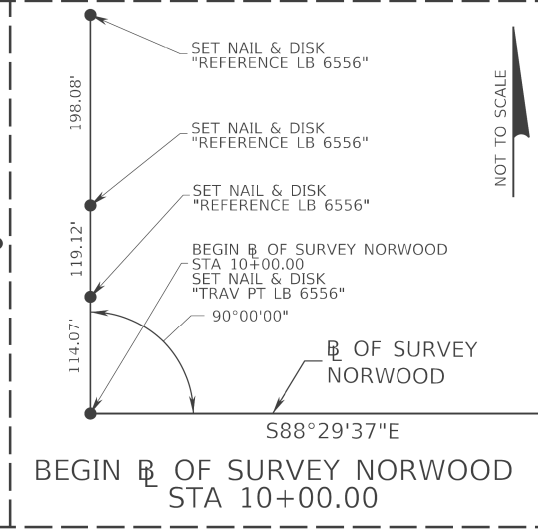 SET NAIL & DISK
"REFERENCE LB 6556"
198.08'
NOT TO SCALE
SET NAIL & DISK
"REFERENCE LB 6556"
SET NAIL & DISK
"REFERENCE LB 6556"
119.12'
BEGIN BL OF SURVEY NORWOOD
STA 10+00.00
SET NAIL & DISK
"TRAV PT LB 6556"
90°00'00"
114.07'
BL OF SURVEY
NORWOOD
S88°29'37"E
BEGIN BL OF SURVEY NORWOOD
STA 10+00.00